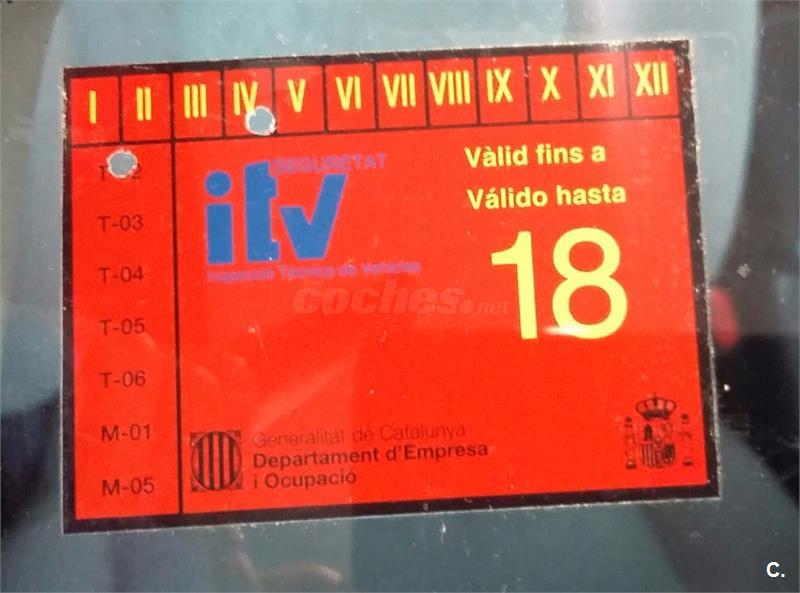 I II III IV V VI VII VIII IX X XI XII
SEGURETAT
itv
Inspecció Tècnica de Vehicles
Vàlid fins a
Válido hasta
18
T-03
T-04
T-05
T-06
M-01
M-05
Generalitat de Catalunya
Departament d'Empresa
i Ocupació
coches.net
C.